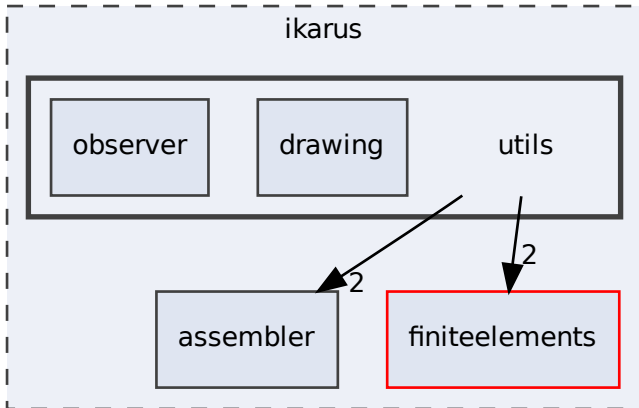 ikarus
observer
drawing
utils
2
2
assembler
finiteelements